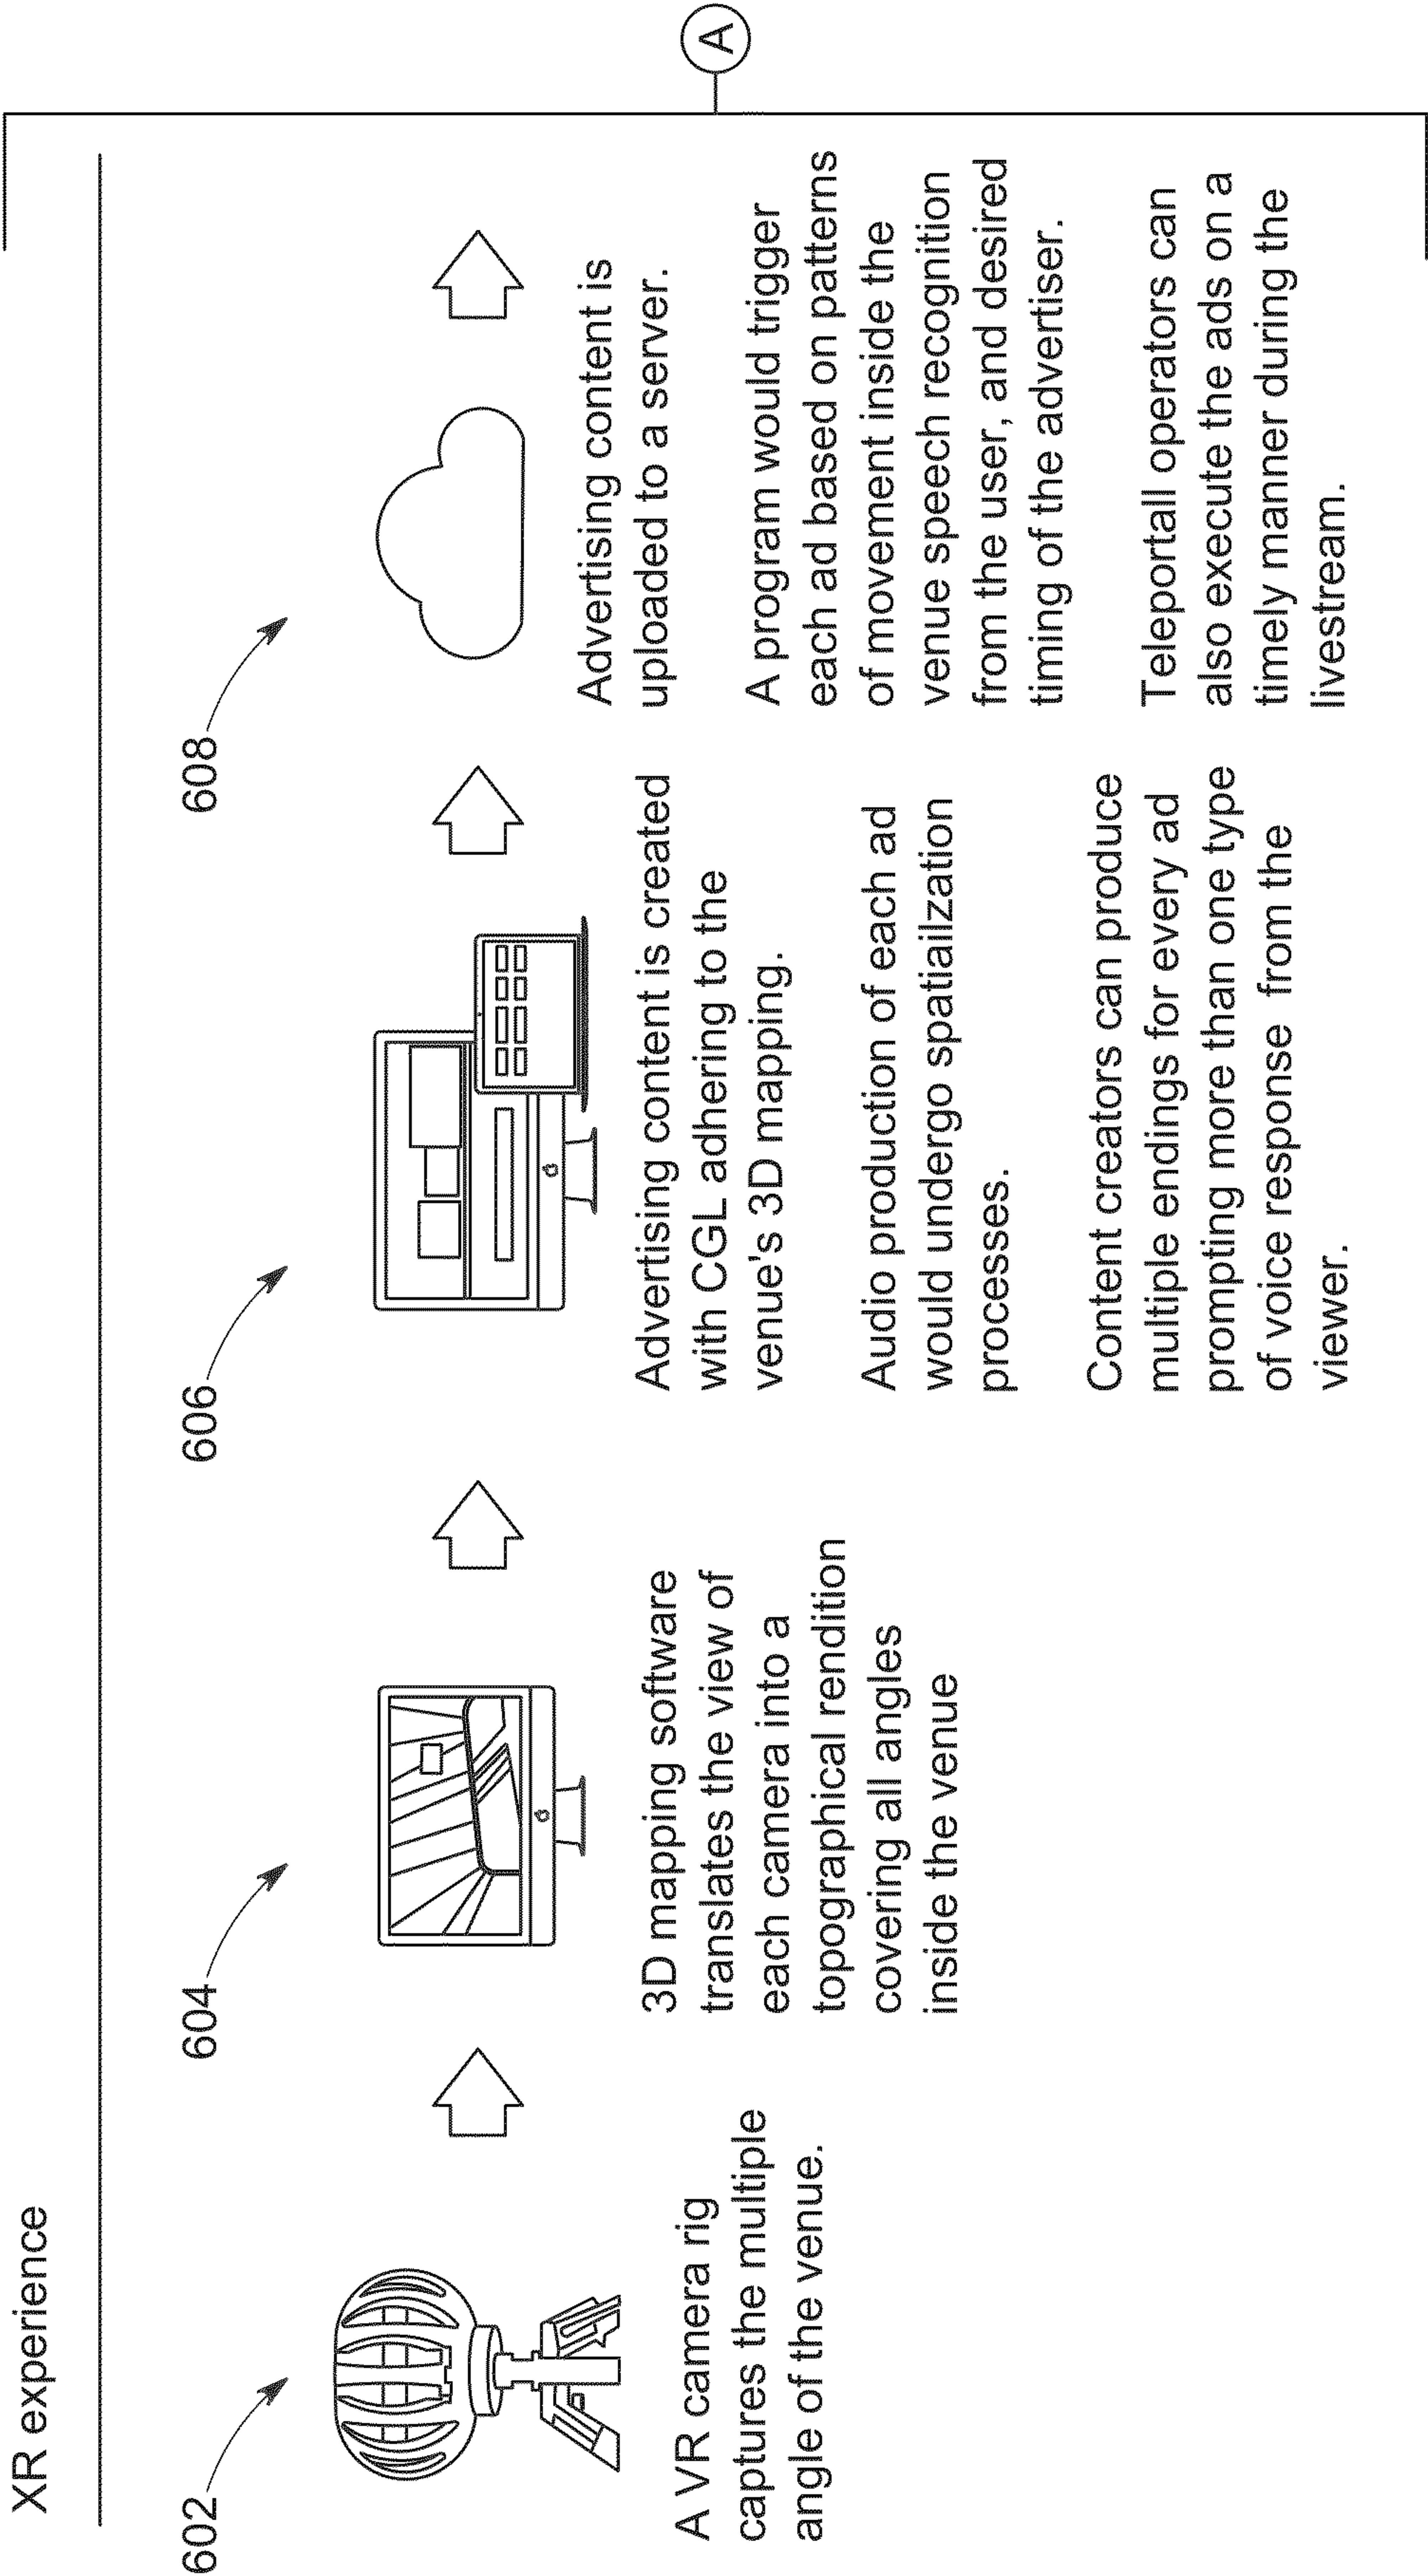 XR experience
602
A VR camera rig
captures the multiple
angle of the venue.
604
3D mapping software
translates the view of
each camera into a
topographical rendition
covering all angles
inside the venue
606
Advertising content is created
with CGL adhering to the
venue's 3D mapping.
Audio production of each ad
would undergo spatiailzation
processes.
Content creators can produce
multiple endings for every ad
prompting more than one type
of voice response from the
viewer.
608
Advertising content is
uploaded to a server.
A program would trigger
each ad based on patterns
of movement inside the
venue speech recognition
from the user, and desired
timing of the advertiser.
Teleportall operators can
also execute the ads on a
timely manner during the
livestream.
A